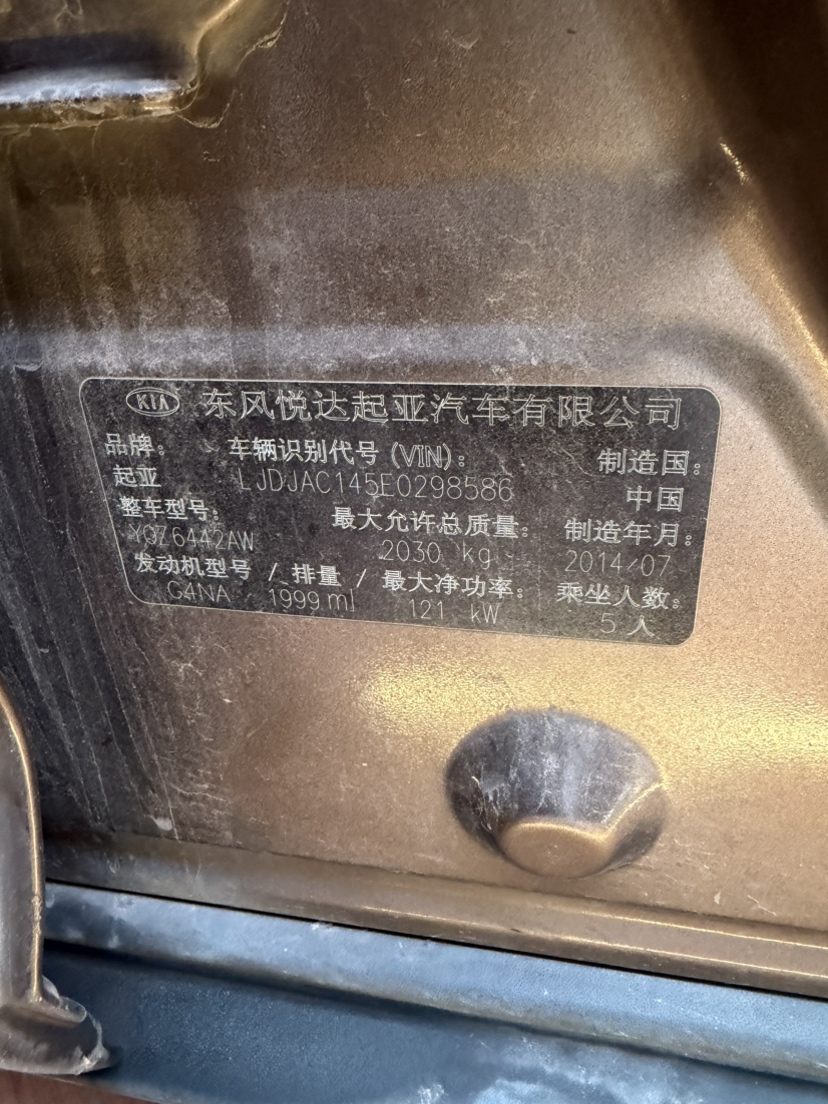 KIA 东风悦达起亚汽车有限公司
品牌： 车辆识别代号 (VIN)： 制造国：
起亚 LJDJAC145E0298586 中国
整车型号： 最大允许总质量： 制造年月：
YQZ6442AW 2030 kg 2014/07
发动机型号 / 排量 / 最大净功率： 乘坐人数：
G4NA 1999 ml 121 kW 5 人